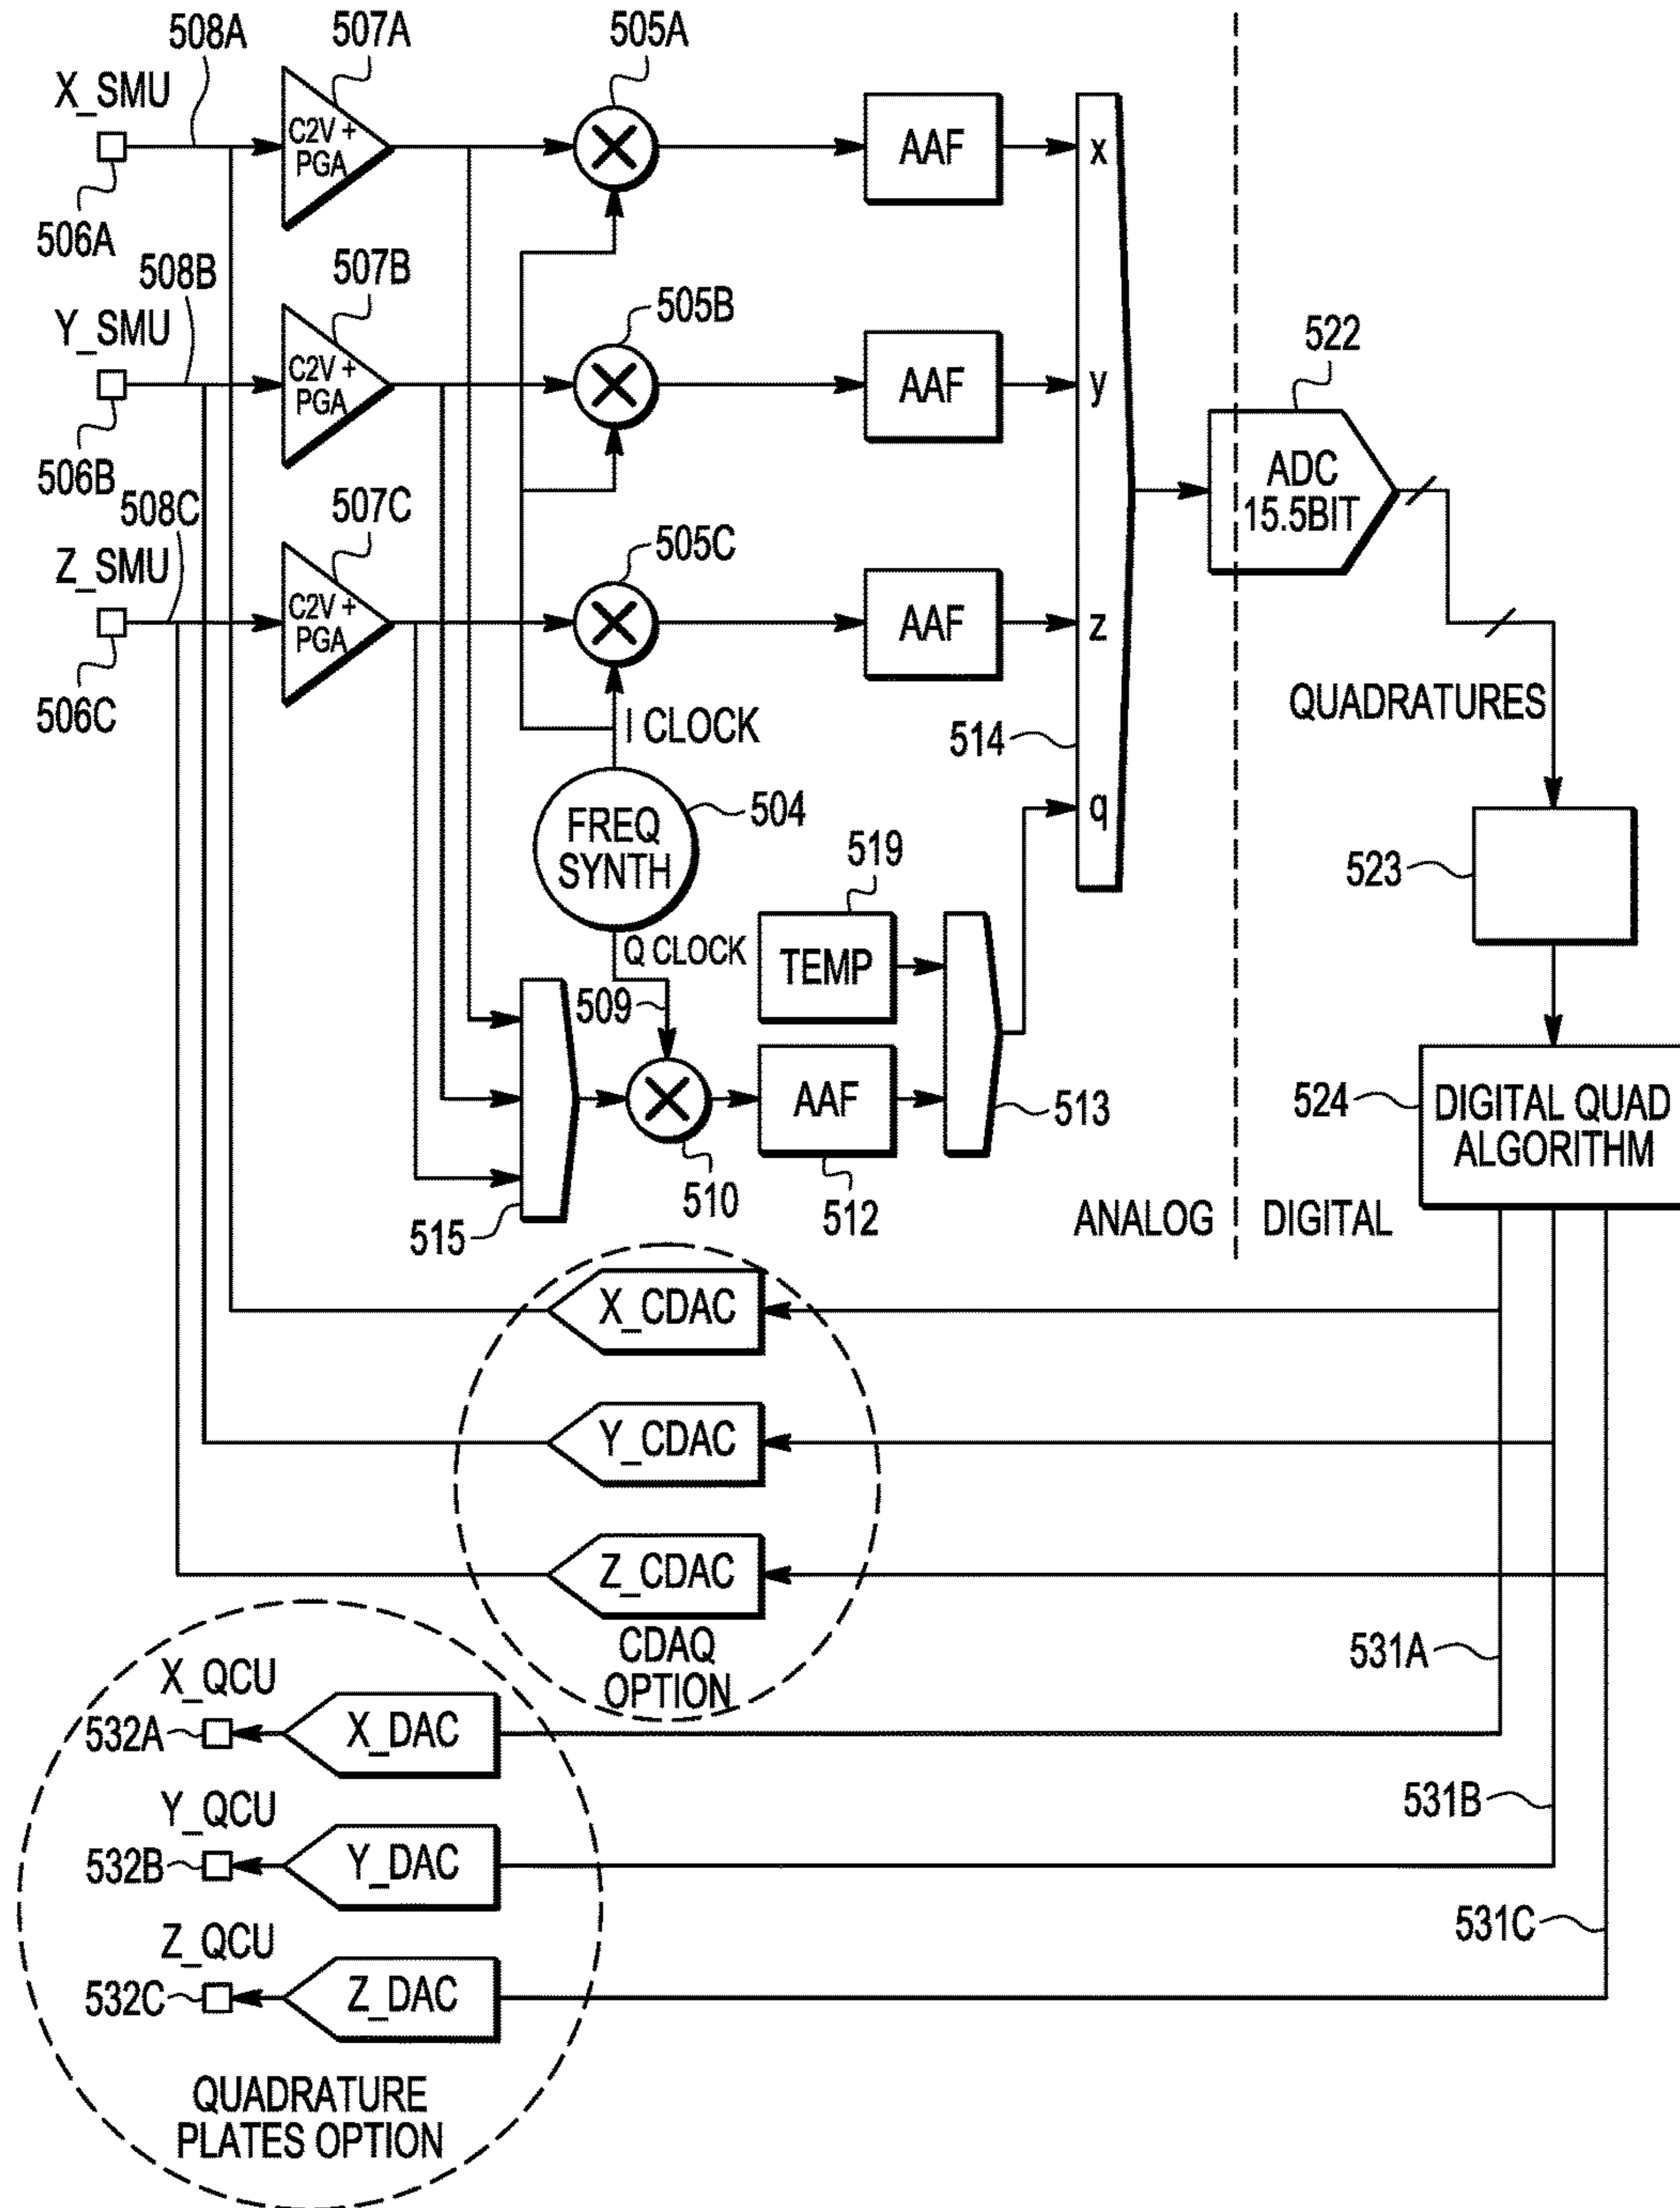 508A
507A
505A
X_SMU
C2V +
PGA
AAF
x
506A
508B
507B
505B
Y_SMU
C2V +
PGA
AAF
y
522
506B
508C
507C
505C
ADC
15.5BIT
Z_SMU
C2V +
PGA
AAF
z
506C
I CLOCK
514
QUADRATURES
FREQ
SYNTH
504
519
q
523
Q CLOCK
TEMP
509
AAF
513
524
DIGITAL QUAD
ALGORITHM
515
510
512
ANALOG
DIGITAL
X_CDAC
Y_CDAC
Z_CDAC
CDAQ
OPTION
531A
X_QCU
532A
X_DAC
531B
Y_QCU
532B
Y_DAC
531C
Z_QCU
532C
Z_DAC
QUADRATURE
PLATES OPTION